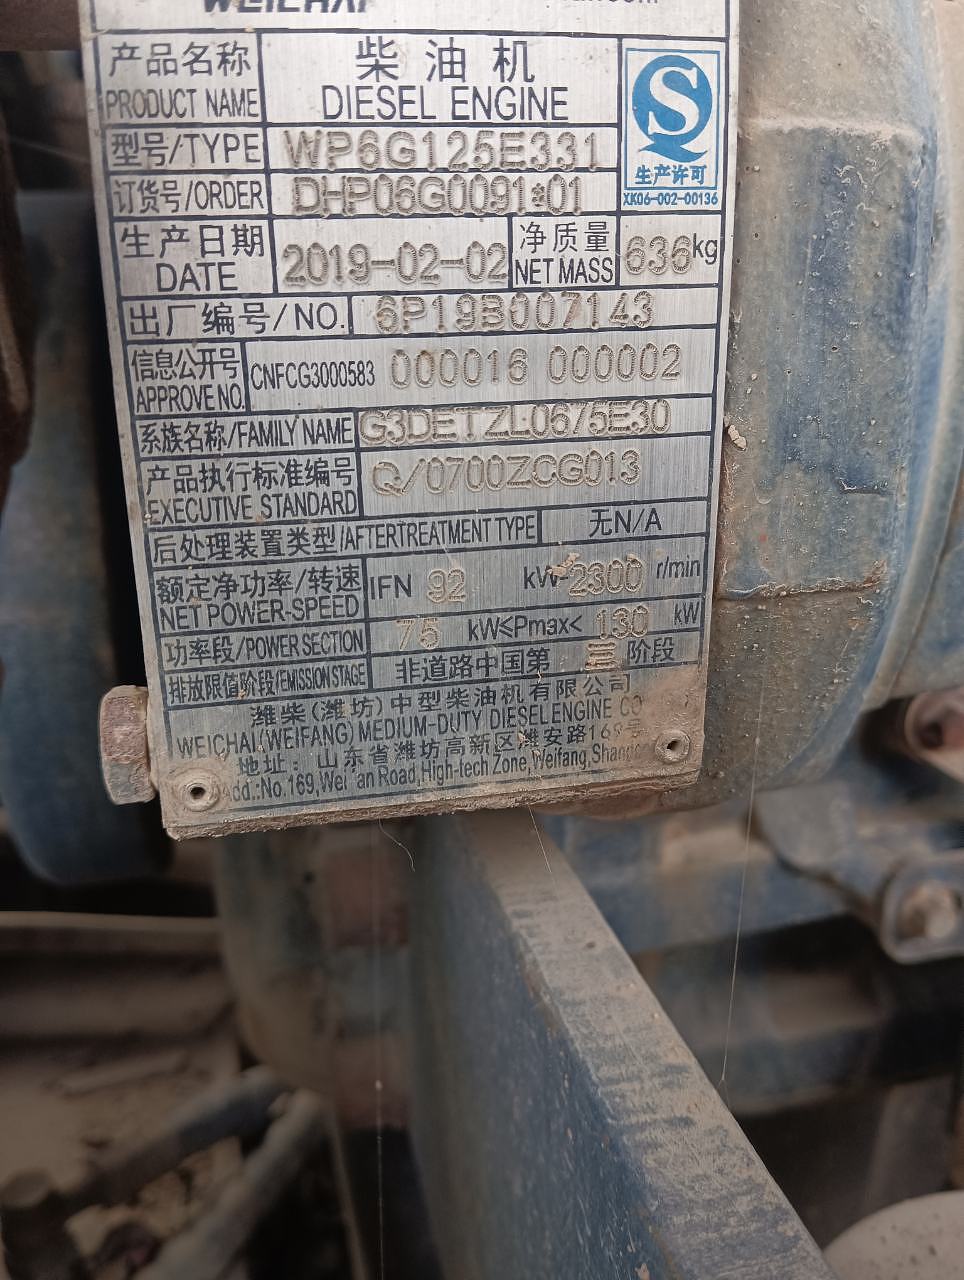 WEICHAI
产品名称 柴油机
PRODUCT NAME DIESEL ENGINE
型号/TYPE WP6G125E331
订货号/ORDER DHP06G0091*01
生产许可
XK06-002-00136
生产日期 2019-02-02 净质量 636kg
DATE NET MASS
出厂编号/NO. 6P19B007143
信息公开号 CNFCG3000583 000016 000002
APPROVE NO.
系族名称/FAMILY NAME G3DETZL0675E30
产品执行标准编号 Q/0700ZCG013
EXECUTIVE STANDARD
后处理装置类型/AFTERTREATMENT TYPE 无N/A
额定净功率/转速 IFN 92 kW-2300 r/min
NET POWER-SPEED
功率段/POWER SECTION 75 kW≤Pmax< 130 kW
排放限值阶段/EMISSION STAGE 非道路中国第 三 阶段
潍柴(潍坊)中型柴油机有限公司
WEICHAI(WEIFANG) MEDIUM-DUTY DIESEL ENGINE CO
地址: 山东省潍坊高新区潍安路169号
Add.:No.169,Wei'an Road,High-tech Zone,Weifang,Shand